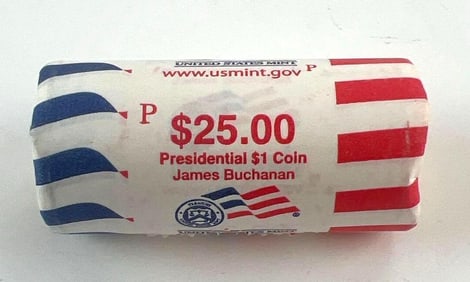 UNITED STATES MINT
www.usmint.gov P
P
$25.00
Presidential $1 Coin
James Buchanan